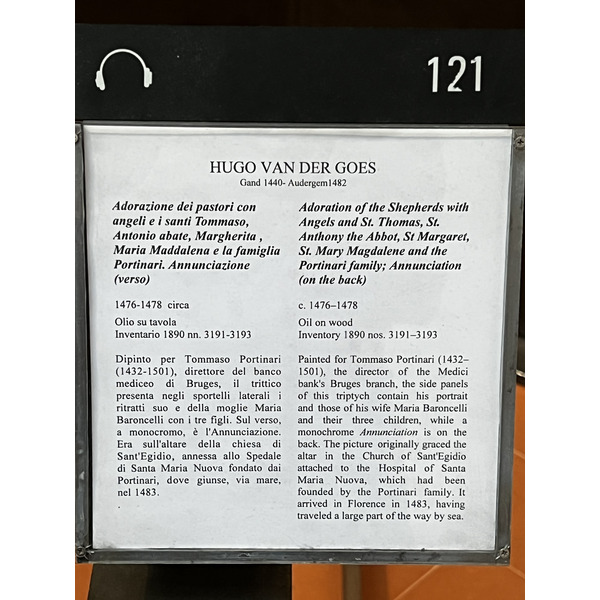 121
HUGO VAN DER GOES
Gand 1440- Audergem1482
Adorazione dei pastori con
angeli e i santi Tommaso,
Antonio abate, Margherita ,
Maria Maddalena e la famiglia
Portinari. Annunciazione
(verso)
1476-1478 circa
Olio su tavola
Inventario 1890 nn. 3191-3193
Dipinto per Tommaso Portinari
(1432-1501), direttore del banco
mediceo di Bruges, il trittico
presenta negli sportelli laterali i
ritratti suo e della moglie Maria
Baroncelli con i tre figli. Sul verso,
a monocromo, è l'Annunciazione.
Era sull'altare della chiesa di
Sant'Egidio, annessa allo Spedale
di Santa Maria Nuova fondato dai
Portinari, dove giunse, via mare,
nel 1483.
.
Adoration of the Shepherds with
Angels and St. Thomas, St.
Anthony the Abbot, St Margaret,
St. Mary Magdalene and the
Portinari family; Annunciation
(on the back)
c. 1476–1478
Oil on wood
Inventory 1890 nos. 3191–3193
Painted for Tommaso Portinari (1432–
1501), the director of the Medici
bank's Bruges branch, the side panels
of this triptych contain his portrait
and those of his wife Maria Baroncelli
and their three children, while a
monochrome Annunciation is on the
back. The picture originally graced the
altar in the Church of Sant'Egidio
attached to the Hospital of Santa
Maria Nuova, which had been
founded by the Portinari family. It
arrived in Florence in 1483, having
traveled a large part of the way by sea.